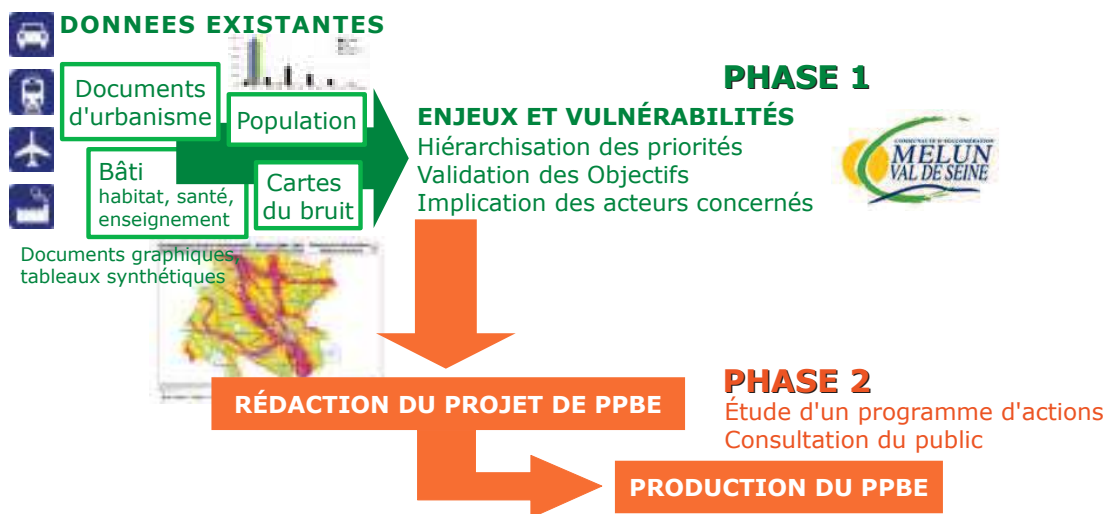 DONNEES EXISTANTES
Documents
d'urbanisme
Population
Bâti
habitat, santé,
enseignement
Cartes
du bruit
Documents graphiques,
tableaux synthétiques
PHASE 1
ENJEUX ET VULNÉRABILITÉS
Hiérarchisation des priorités
Validation des Objectifs
Implication des acteurs concernés
COMMUNAUTÉ D'AGGLOMÉRATION
MELUN
VAL DE SEINE
RÉDACTION DU PROJET DE PPBE
PHASE 2
Étude d'un programme d'actions
Consultation du public
PRODUCTION DU PPBE